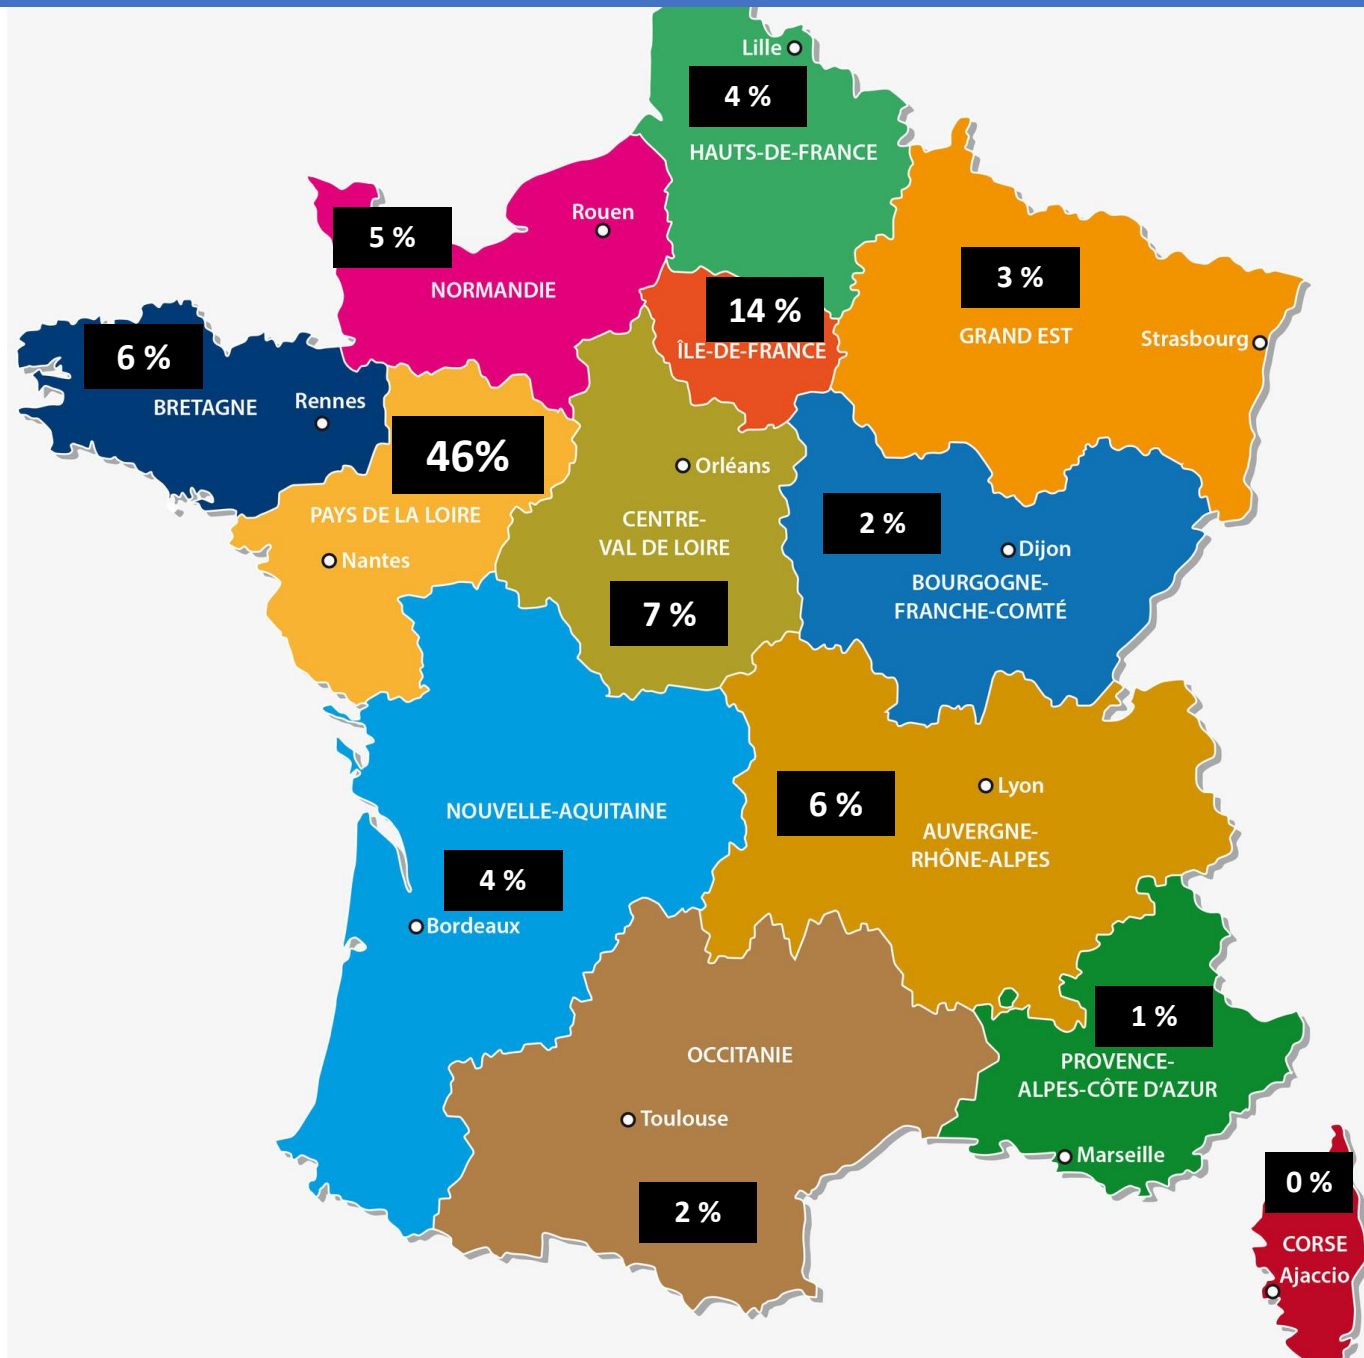 Lille
4 %
HAUTS-DE-FRANCE
Rouen
5 %
NORMANDIE
14 %
ÎLE-DE-FRANCE
3 %
GRAND EST
Strasbourg
6 %
BRETAGNE
Rennes
46%
PAYS DE LA LOIRE
Nantes
Orléans
CENTRE-
VAL DE LOIRE
7 %
2 %
Dijon
BOURGOGNE-
FRANCHE-COMTÉ
NOUVELLE-AQUITAINE
4 %
Bordeaux
6 %
Lyon
AUVERGNE-
RHÔNE-ALPES
OCCITANIE
Toulouse
2 %
1 %
PROVENCE-
ALPES-CÔTE D'AZUR
Marseille
0 %
CORSE
Ajaccio